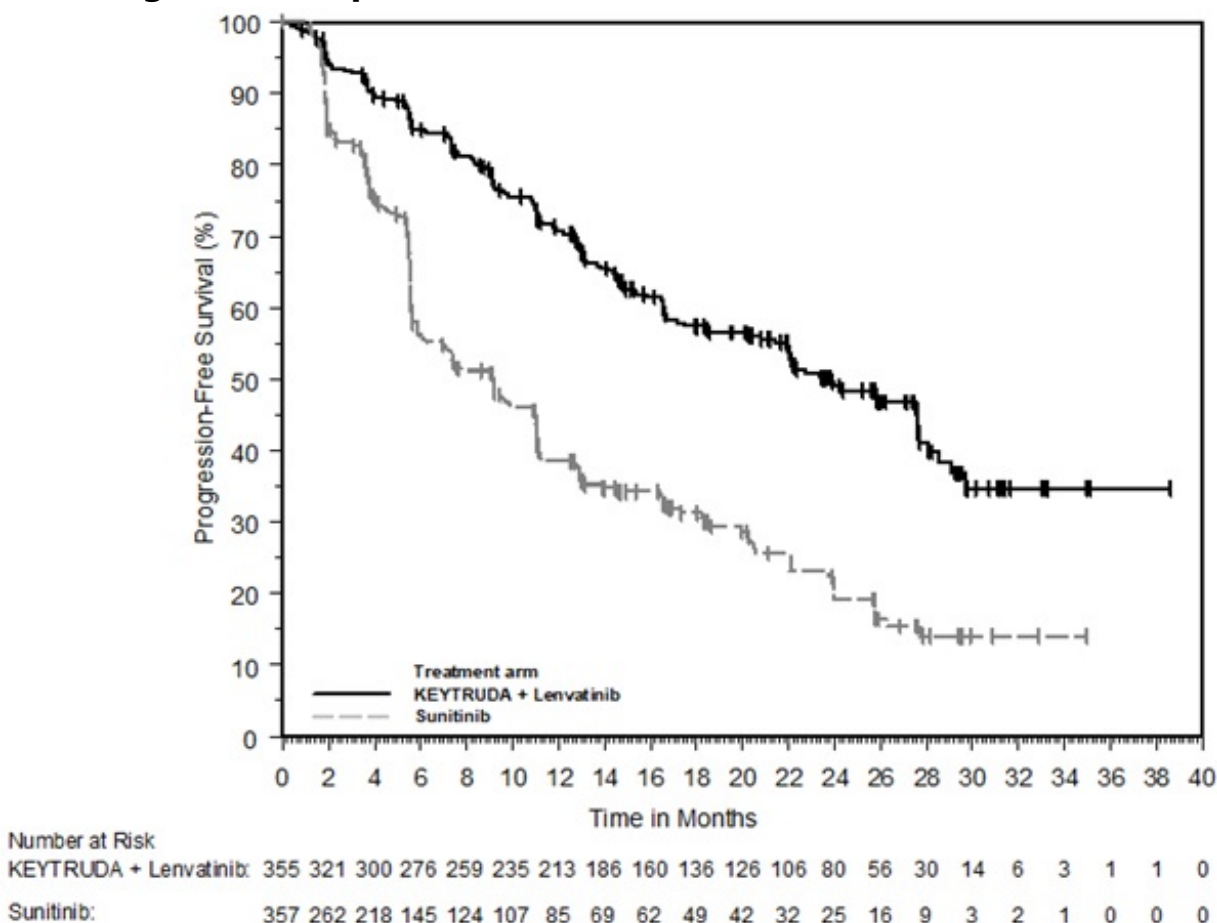 100
90
80
70
60
50
40
30
20
10
0
Progression-Free Survival (%)
Treatment arm
KEYTRUDA + Lenvatinib
Sunitinib
0 2 4 6 8 10 12 14 16 18 20 22 24 26 28 30 32 34 36 38 40
Time in Months
Number at Risk
KEYTRUDA + Lenvatinib: 355 321 300 276 259 235 213 186 160 136 126 106 80 56 30 14 6 3 1 1 0
Sunitinib: 357 262 218 145 124 107 85 69 62 49 42 32 25 16 9 3 2 1 0 0 0